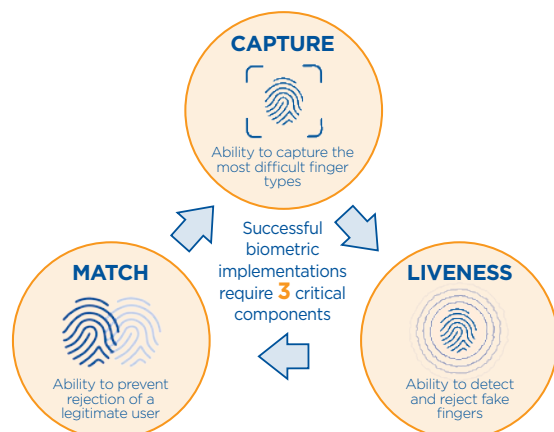 CAPTURE
Ability to capture the
most difficult finger
types
Successful
biometric
implementations
require 3 critical
components
MATCH
Ability to prevent
rejection of a
legitimate user
LIVENESS
Ability to detect
and reject fake
fingers